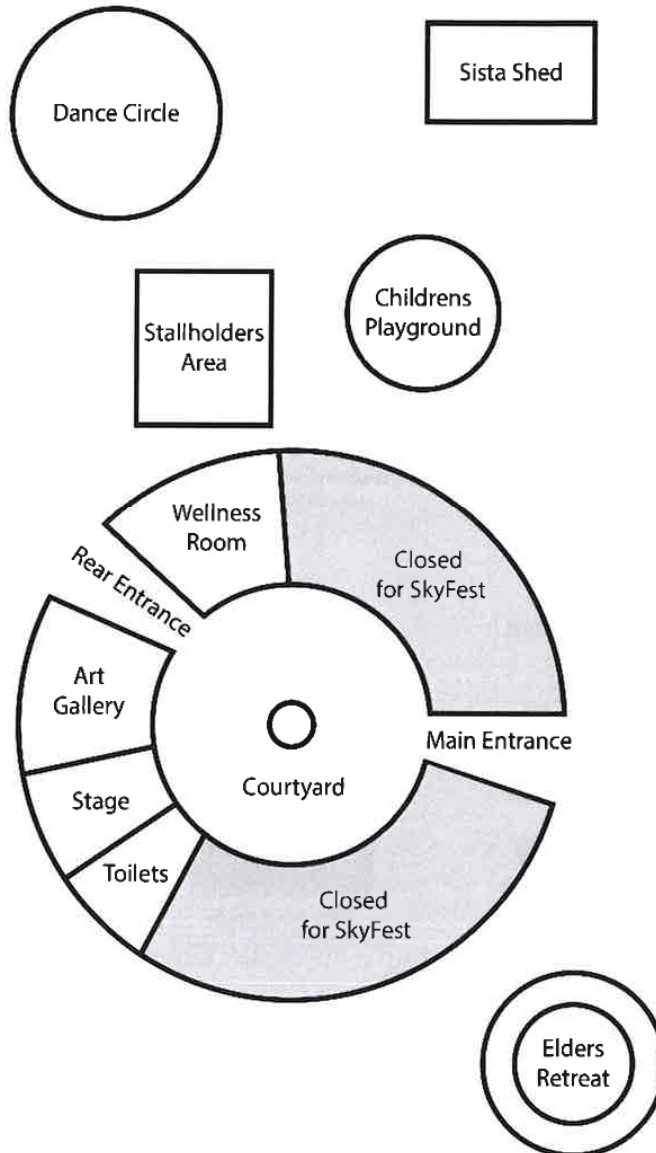 Dance Circle
Sista Shed
Childrens
Playground
Stallholders
Area
Wellness
Room
Rear Entrance
Closed
for SkyFest
Art
Gallery
Main Entrance
Stage
Courtyard
Toilets
Closed
for SkyFest
Elders
Retreat